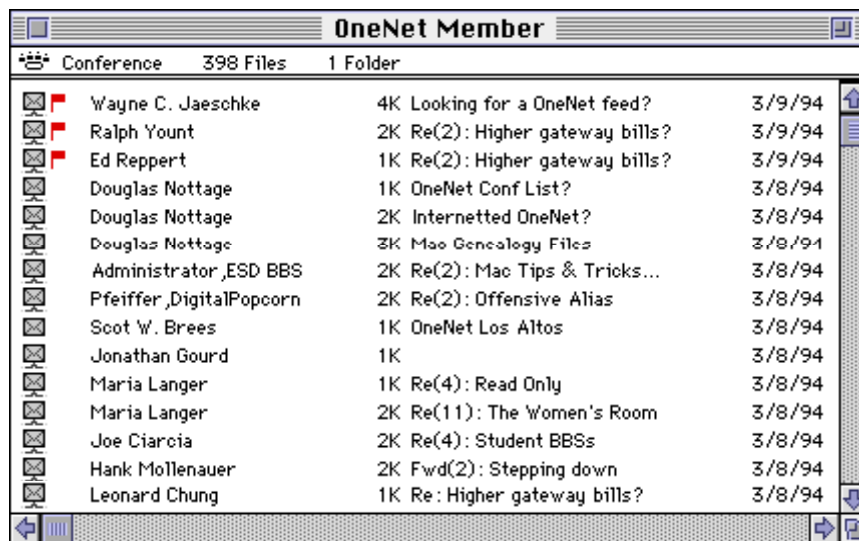 OneNet Member
Conference 398 Files 1 Folder
Wayne C. Jaeschke 4K Looking for a OneNet feed? 3/9/94
Ralph Yount 2K Re(2): Higher gateway bills? 3/9/94
Ed Reppert 1K Re(2): Higher gateway bills? 3/9/94
Douglas Nottage 1K OneNet Conf List? 3/8/94
Douglas Nottage 2K Internetted OneNet? 3/8/94
Douglas Nottage 3K Mac Genealogy Files 3/8/94
Administrator,ESD BBS 2K Re(2): Mac Tips & Tricks... 3/8/94
Pfeiffer,DigitalPopcorn 2K Re(2): Offensive Alias 3/8/94
Scot W. Brees 1K OneNet Los Altos 3/8/94
Jonathan Gourd 1K 3/8/94
Maria Langer 1K Re(4): Read Only 3/8/94
Maria Langer 2K Re(11): The Women's Room 3/8/94
Joe Ciarcia 2K Re(4): Student BBSs 3/8/94
Hank Mollenauer 2K Fwd(2): Stepping down 3/8/94
Leonard Chung 1K Re: Higher gateway bills? 3/8/94